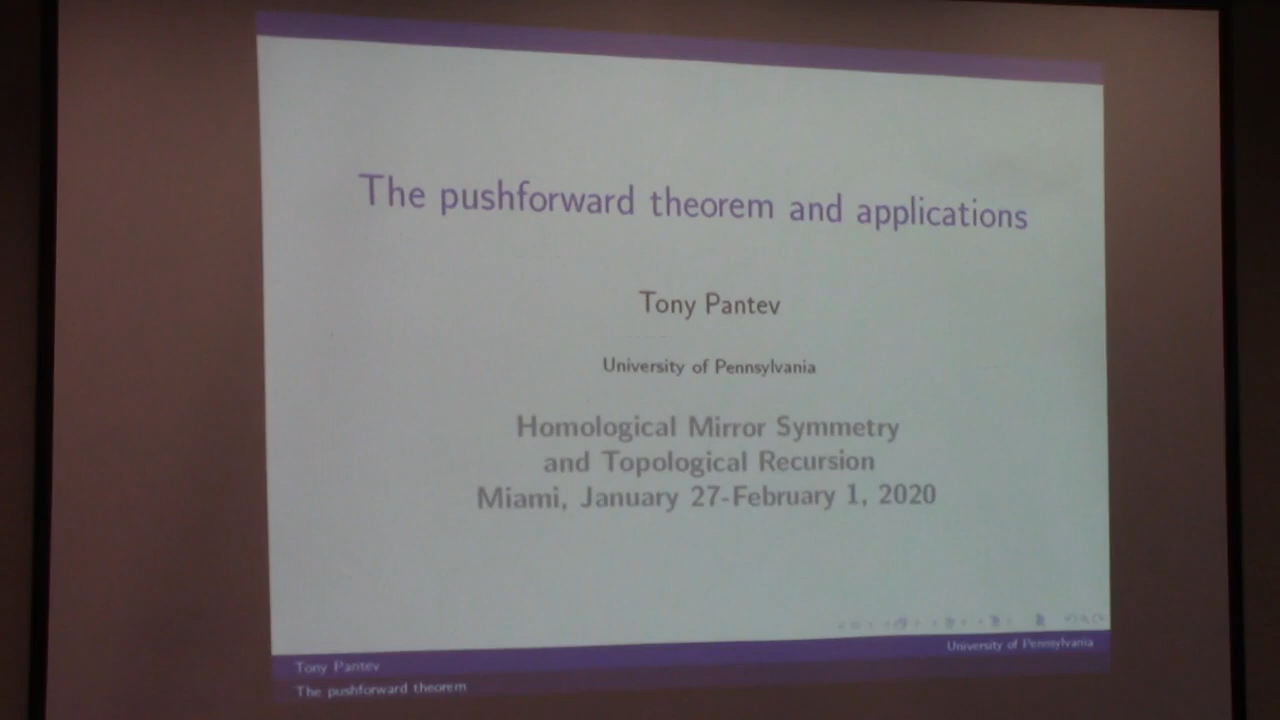 The pushforward theorem and applications
Tony Pantev
University of Pennsylvania
Homological Mirror Symmetry
and Topological Recursion
Miami, January 27-February 1, 2020
Tony Pantev
University of Pennsylvania
The pushforward theorem